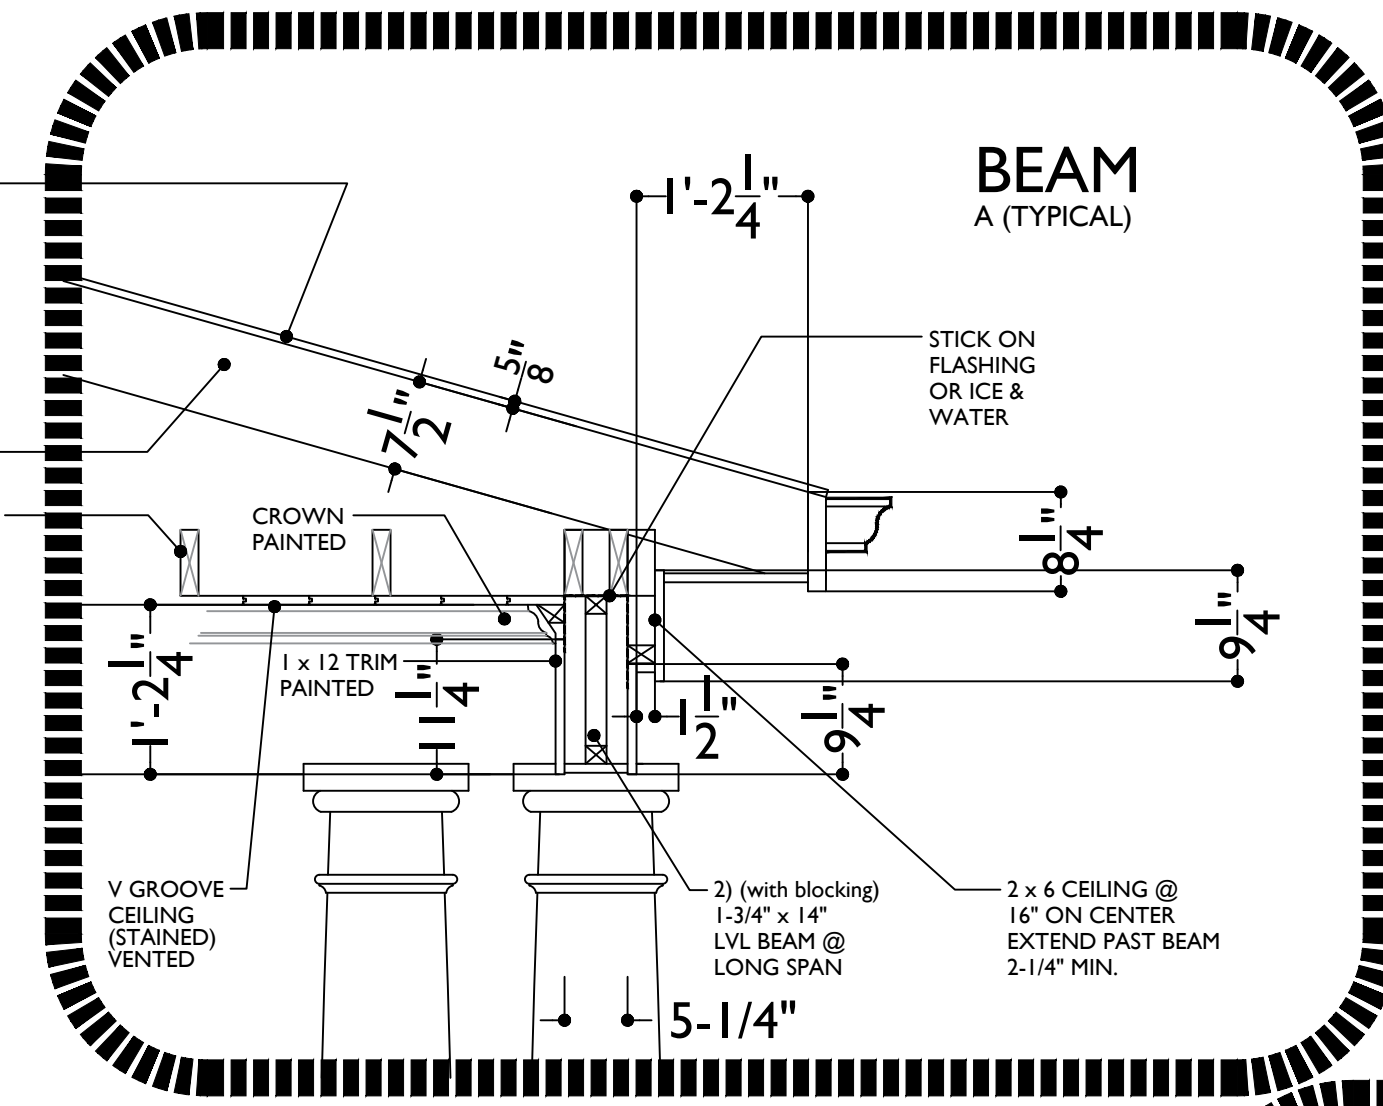 BEAM
A (TYPICAL)
1'-2 1/4"
STICK ON
FLASHING
OR ICE &
WATER
5/8"
7 1/2"
CROWN
PAINTED
8 1/4"
9 1/4"
1'-2 1/4"
1 x 12 TRIM
PAINTED
11 1/4"
1 1/2"
9 1/4"
V GROOVE
CEILING
(STAINED)
VENTED
2) (with blocking)
1-3/4" x 14"
LVL BEAM @
LONG SPAN
2 x 6 CEILING @
16" ON CENTER
EXTEND PAST BEAM
2-1/4" MIN.
5-1/4"